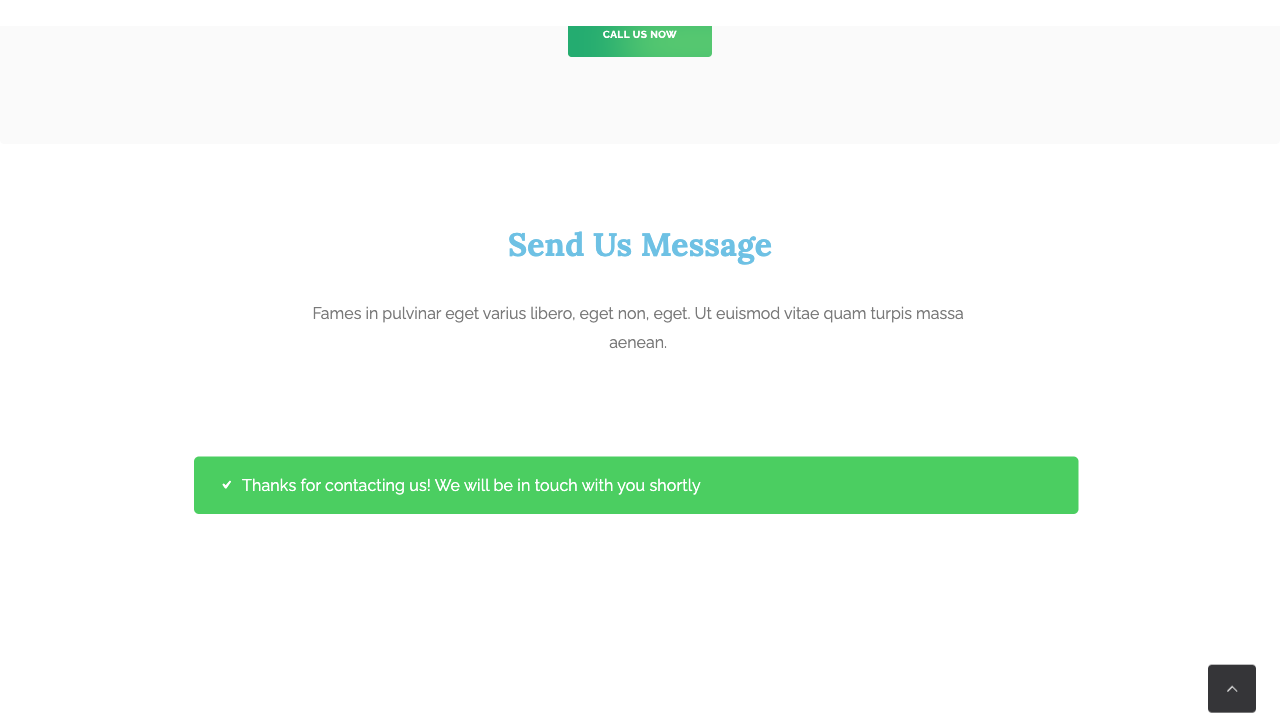 CALL US NOW
Send Us Message
Fames in pulvinar eget varius libero, eget non, eget. Ut euismod vitae quam turpis massa
aenean.
Thanks for contacting us! We will be in touch with you shortly